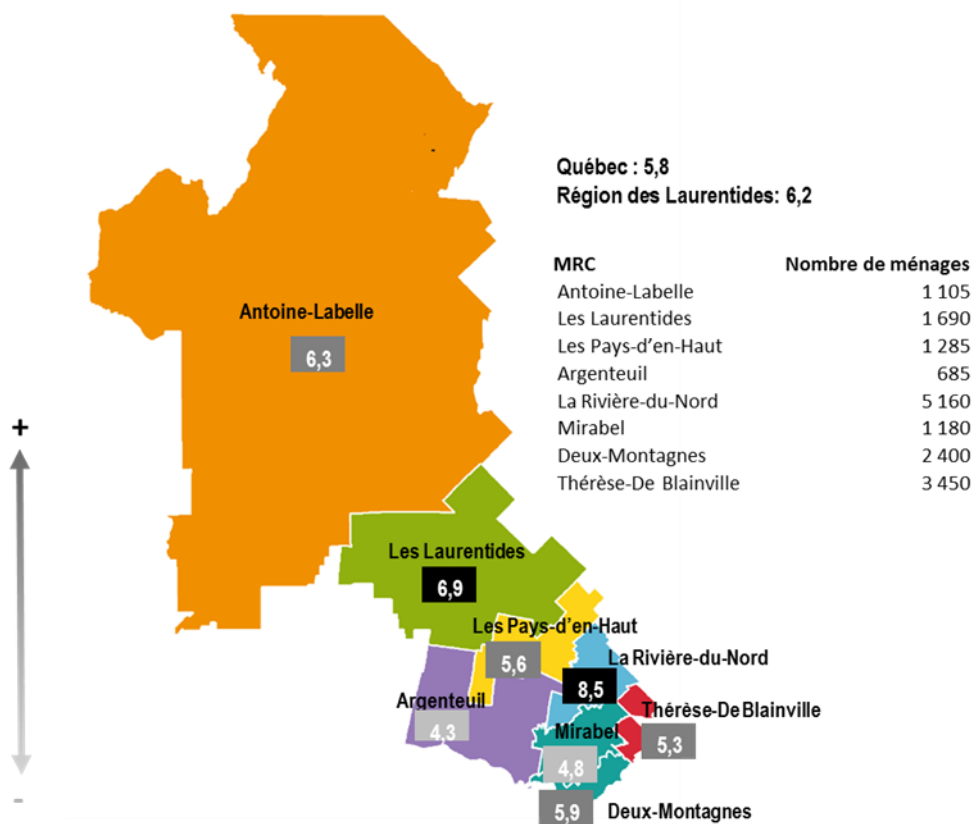 Québec : 5,8
Région des Laurentides: 6,2
MRC Nombre de ménages
Antoine-Labelle 1 105
Les Laurentides 1 690
Les Pays-d'en-Haut 1 285
Argenteuil 685
La Rivière-du-Nord 5 160
Mirabel 1 180
Deux-Montagnes 2 400
Thérèse-De Blainville 3 450
Antoine-Labelle
6,3
+
-
Les Laurentides
6,9
Les Pays-d'en-Haut
5,6
La Rivière-du-Nord
8,5
Argenteuil
4,3
Thérèse-De Blainville
5,3
Mirabel
4,8
5,9
Deux-Montagnes